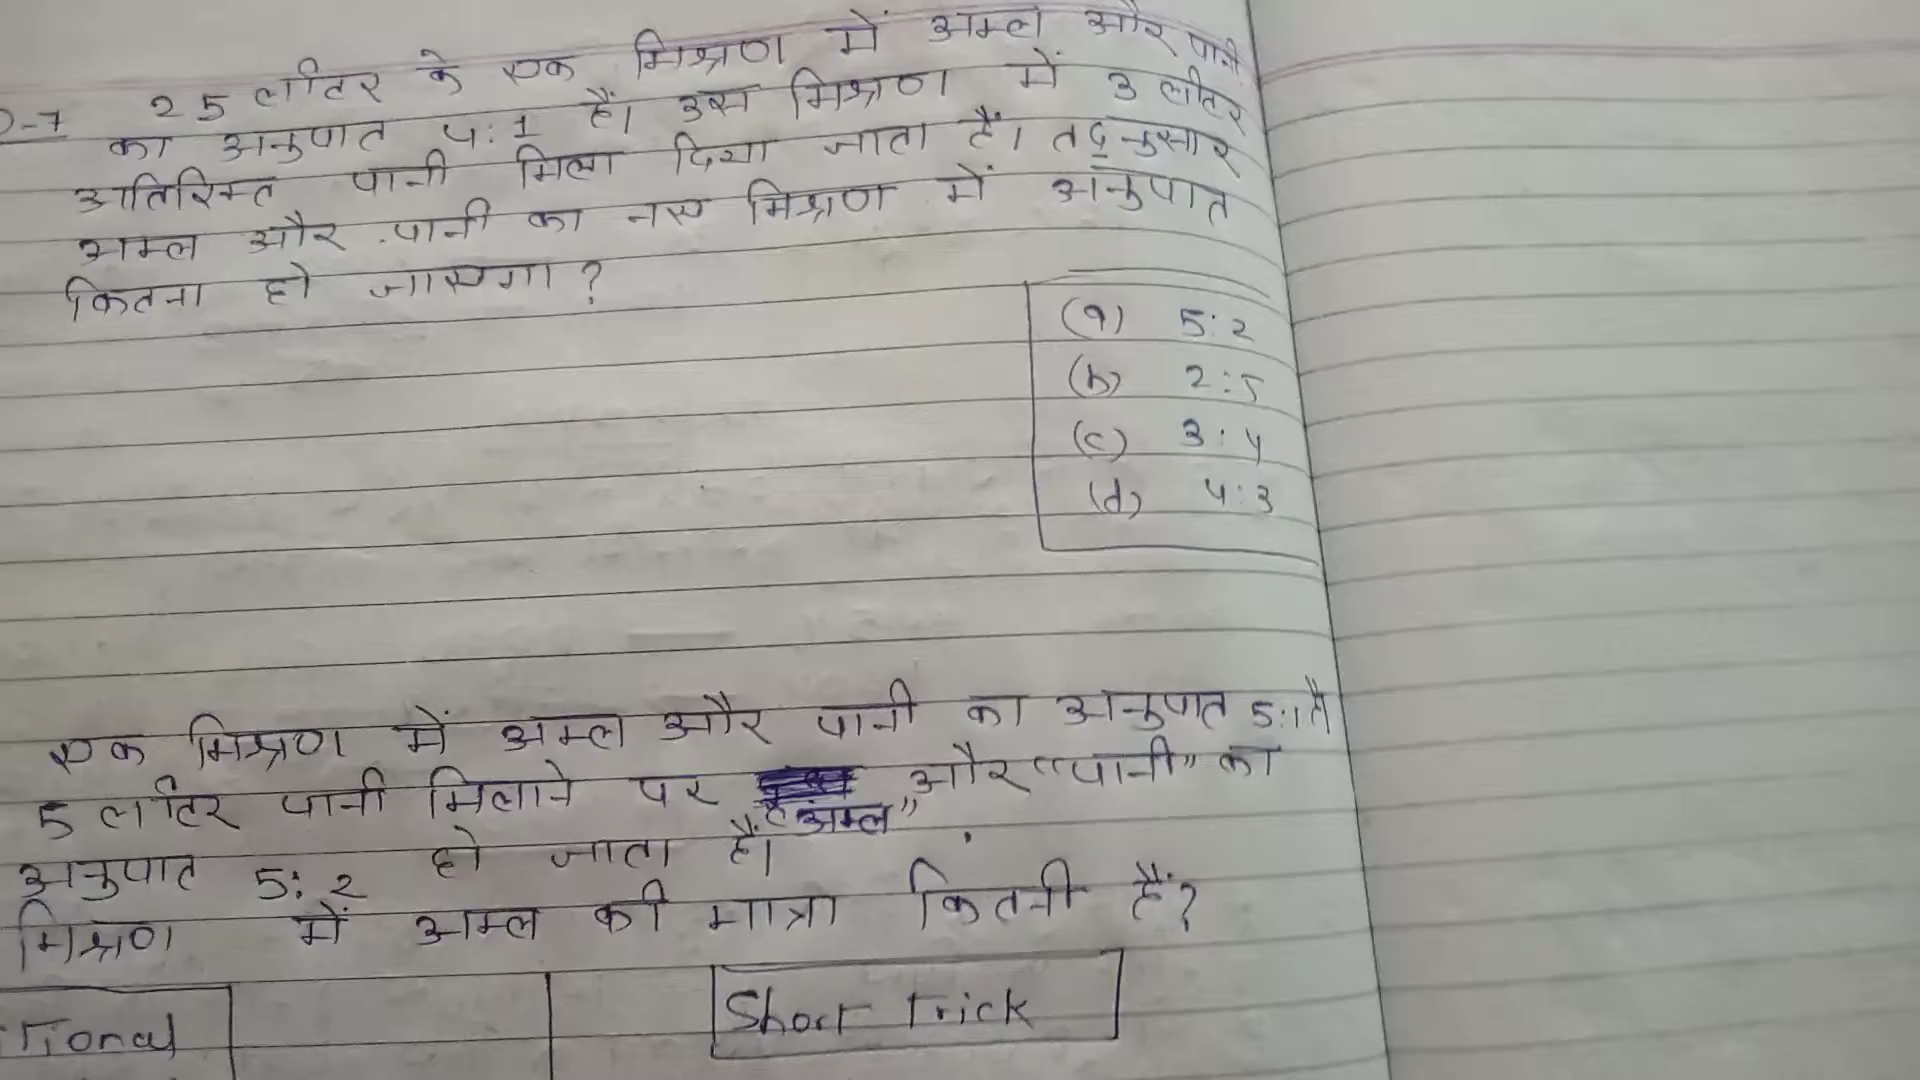 -7 25 लीटर के एक मिश्रण में अम्ल और पानी
का अनुपात 4:1 हैं। उस मिश्रण में 3 लीटर
अतिरिक्त पानी मिला दिया जाता हैं। तद्नुसार
अम्ल और पानी का नए मिश्रण में अनुपात
कितना हो जाएगा?
(a) 5:2
(b) 2:5
(c) 3:4
(d) 4:3
एक मिश्रण में अम्ल और पानी का अनुपात 5:1 है
5 लीटर पानी मिलाने पर "अम्ल" और "पानी" का
अनुपात 5:2 हो जाता हैं।
मिश्रण में अम्ल की मात्रा कितनी हैं?
tional Short Trick